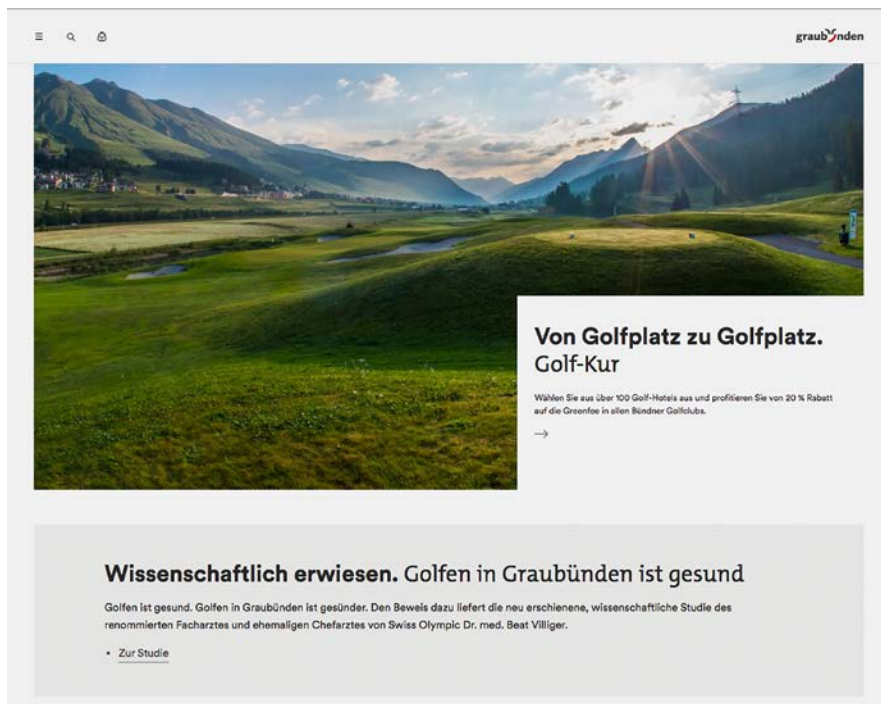 graubünden
Von Golfplatz zu Golfplatz.
Golf-Kur
Wählen Sie aus über 100 Golf-Hotels aus und profitieren Sie von 20 % Rabatt
auf die Greenfee in allen Bündner Golfclubs.
Wissenschaftlich erwiesen. Golfen in Graubünden ist gesund
Golfen ist gesund. Golfen in Graubünden ist gesünder. Den Beweis dazu liefert die neu erschienene, wissenschaftliche Studie des
renommierten Facharztes und ehemaligen Chefarztes von Swiss Olympic Dr. med. Beat Villiger.
• Zur Studie